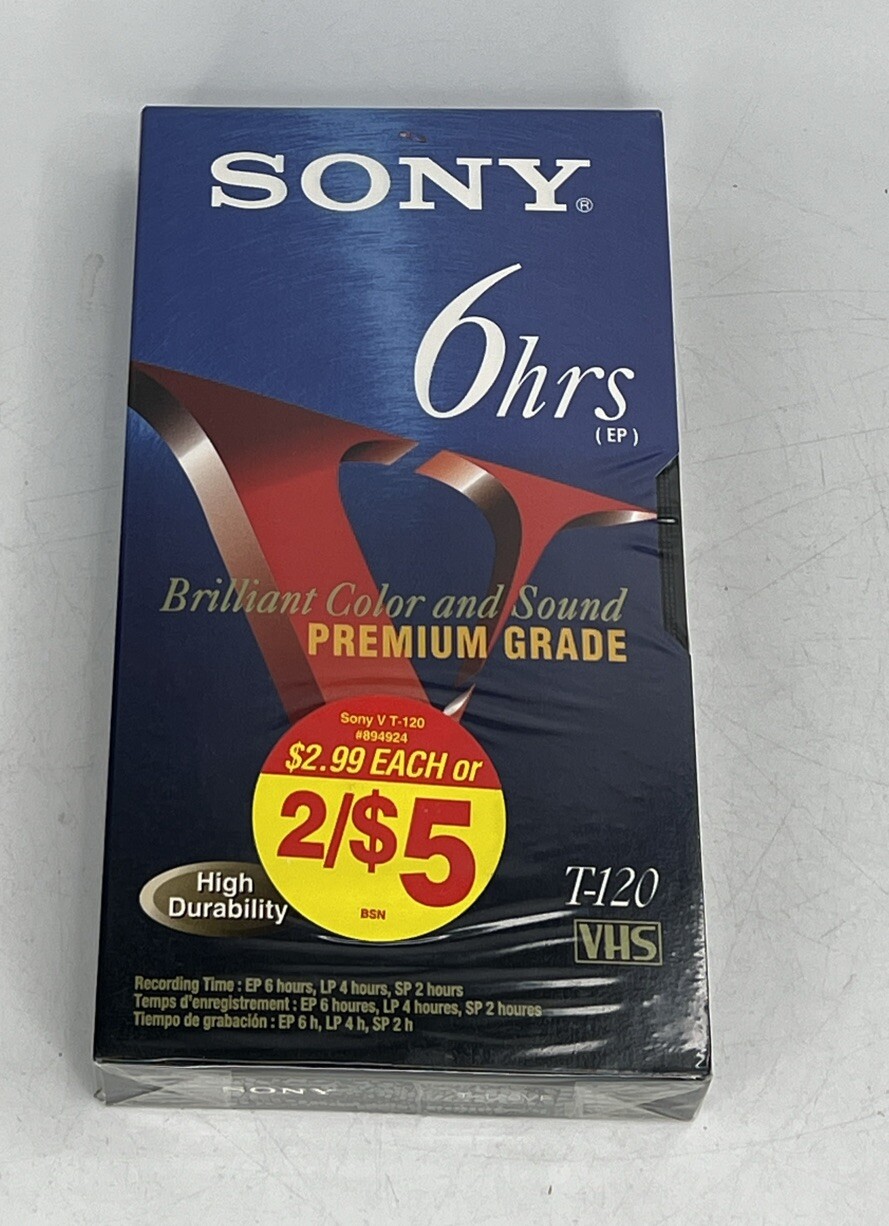 SONY®
6hrs
(EP)
Brilliant Color and Sound
PREMIUM GRADE
Sony V T-120
#894924
$2.99 EACH or
2/$5
BSN
High
Durability
T-120
VHS
Recording Time : EP 6 hours, LP 4 hours, SP 2 hours
Temps d'enregistrement : EP 6 houres, LP 4 houres, SP 2 houres
Tiempo de grabación : EP 6 h, LP 4 h, SP 2 h
SONY